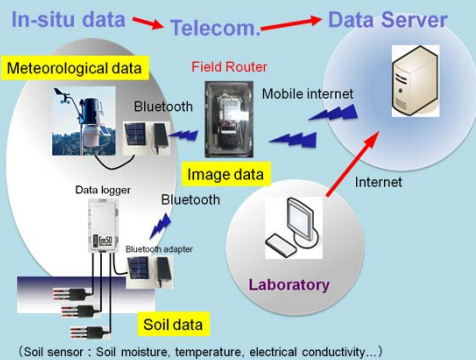 In-situ data
Telecom.
Data Server
Meteorological data
Field Router
Bluetooth
Mobile internet
Image data
Internet
Data logger
Bluetooth
Em50
Bluetooth adapter
Laboratory
Soil data
(Soil sensor : Soil moisture, temperature, electrical conductivity…)